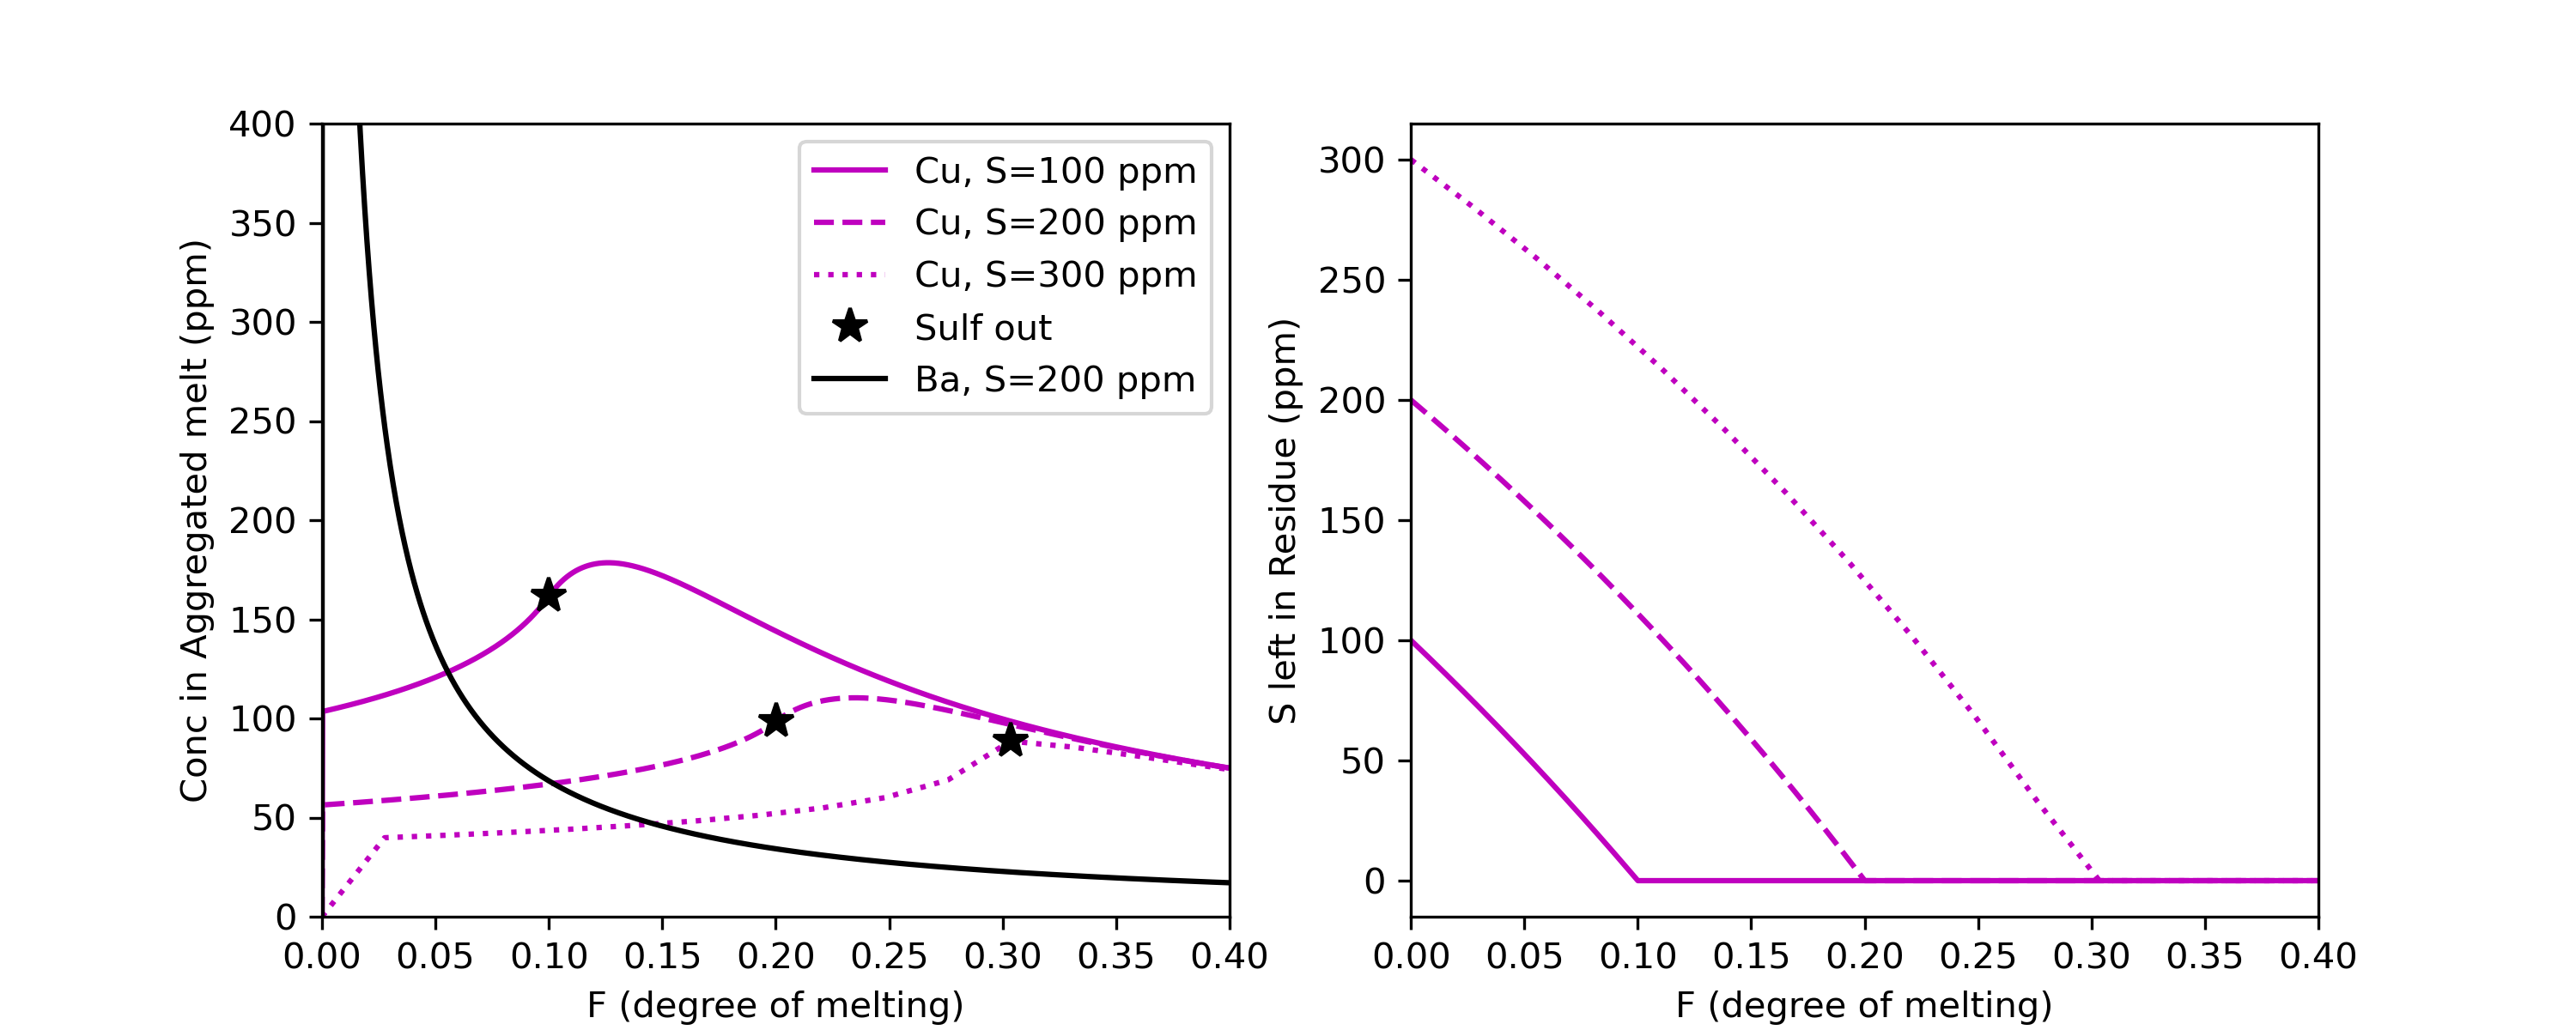 400
350
300
250
200
150
100
50
0
Conc in Aggregated melt (ppm)
Cu, S=100 ppm
Cu, S=200 ppm
Cu, S=300 ppm
Sulf out
Ba, S=200 ppm
0.00 0.05 0.10 0.15 0.20 0.25 0.30 0.35 0.40
F (degree of melting)
300
250
200
150
100
50
0
S left in Residue (ppm)
0.00 0.05 0.10 0.15 0.20 0.25 0.30 0.35 0.40
F (degree of melting)